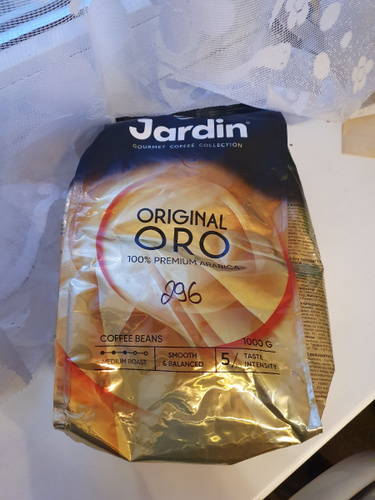 Jardin
GOURMET COFFEE COLLECTION
ORIGINAL
ORO
100% PREMIUM ARABICA
296
COFFEE BEANS
1000 G
MEDIUM ROAST
SMOOTH
& BALANCED
5/
TASTE
INTENSITY